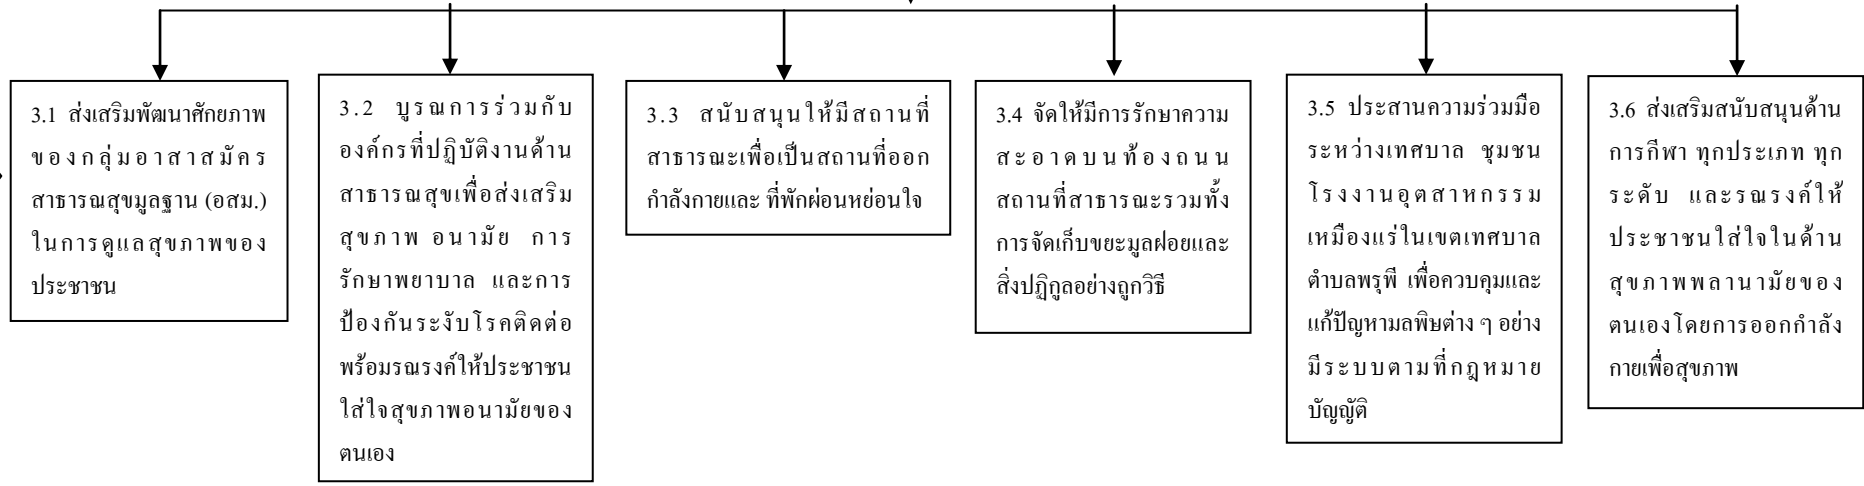 3.1 ส่งเสริมพัฒนาศักยภาพ
ของกลุ่มอาสาสมัคร
สาธารณสุขมูลฐาน (อสม.)
ในการดูแลสุขภาพของ
ประชาชน
3.2 บูรณการร่วมกับ
องค์กรที่ปฏิบัติงานด้าน
สาธารณสุขเพื่อส่งเสริม
สุขภาพ อนามัย การ
รักษาพยาบาล และการ
ป้องกันระงับโรคติดต่อ
พร้อมรณรงค์ให้ประชาชน
ใส่ใจสุขภาพอนามัยของ
ตนเอง
3.3 สนับสนุนให้มีสถานที่
สาธารณะเพื่อเป็นสถานที่ออก
กำลังกายและ ที่พักผ่อนหย่อนใจ
3.4 จัดให้มีการรักษาความ
สะอาดบนท้องถนน
สถานที่สาธารณะรวมทั้ง
การจัดเก็บขยะมูลฝอยและ
สิ่งปฏิกูลอย่างถูกวิธี
3.5 ประสานความร่วมมือ
ระหว่างเทศบาล ชุมชน
โรงงานอุตสาหกรรม
เหมืองแร่ในเขตเทศบาล
ตำบลพรุพี เพื่อควบคุมและ
แก้ปัญหามลพิษต่าง ๆ อย่าง
มีระบบตามที่กฎหมาย
บัญญัติ
3.6 ส่งเสริมสนับสนุนด้าน
การกีฬา ทุกประเภท ทุก
ระดับ และรณรงค์ให้
ประชาชนใส่ใจในด้าน
สุขภาพพลานามัยของ
ตนเองโดยการออกกำลัง
กายเพื่อสุขภาพ